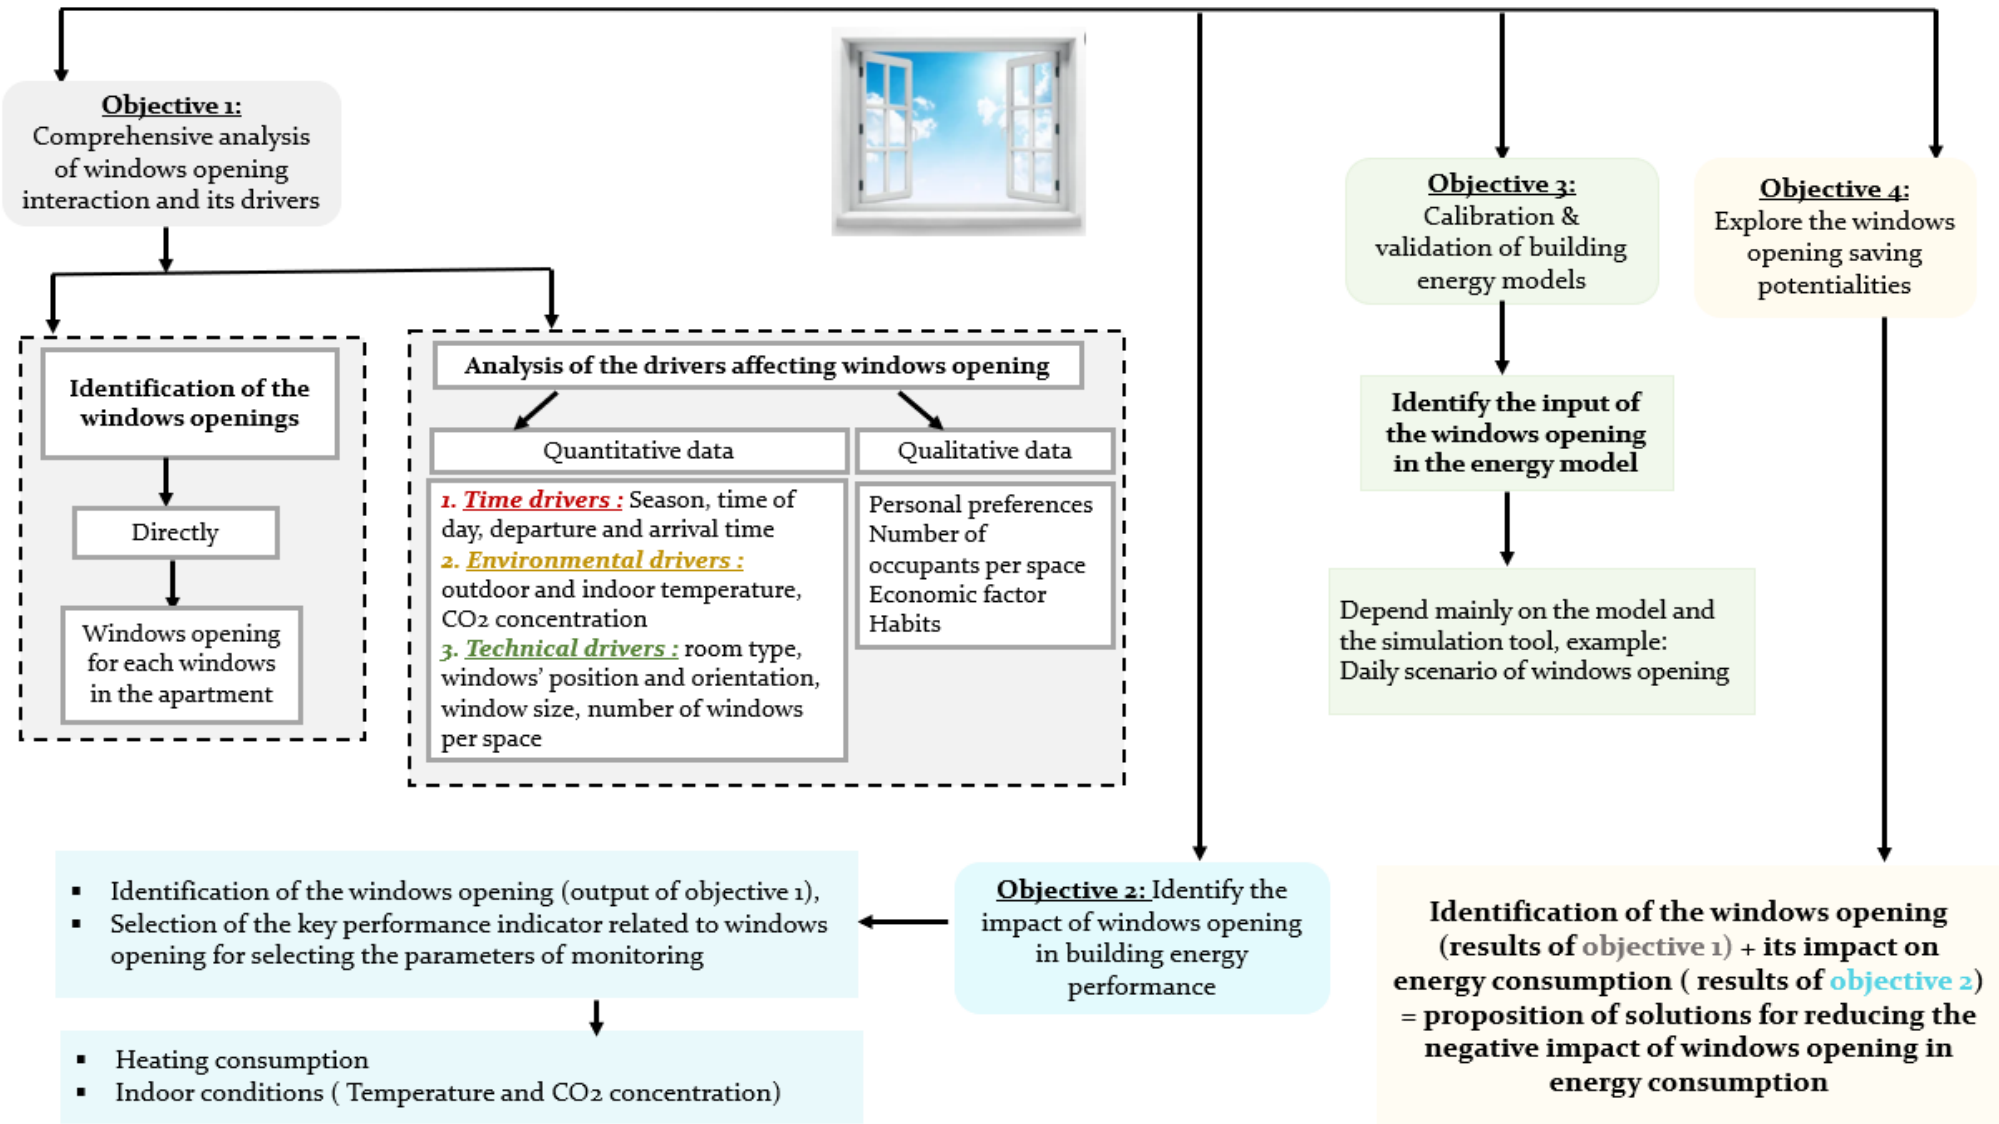 Objective 1:
Comprehensive analysis
of windows opening
interaction and its drivers
Identification of the
windows openings
Directly
Windows opening
for each windows
in the apartment
Analysis of the drivers affecting windows opening
Quantitative data
1. Time drivers : Season, time of
day, departure and arrival time
2. Environmental drivers :
outdoor and indoor temperature,
CO2 concentration
3. Technical drivers : room type,
windows’ position and orientation,
window size, number of windows
per space
Qualitative data
Personal preferences
Number of
occupants per space
Economic factor
Habits
Objective 2: Identify the
impact of windows opening
in building energy
performance
▪ Identification of the windows opening (output of objective 1),
▪ Selection of the key performance indicator related to windows
opening for selecting the parameters of monitoring
▪ Heating consumption
▪ Indoor conditions ( Temperature and CO2 concentration)
Objective 3:
Calibration &
validation of building
energy models
Identify the input of
the windows opening
in the energy model
Depend mainly on the model and
the simulation tool, example:
Daily scenario of windows opening
Objective 4:
Explore the windows
opening saving
potentialities
Identification of the windows opening
(results of objective 1) + its impact on
energy consumption ( results of objective 2)
= proposition of solutions for reducing the
negative impact of windows opening in
energy consumption